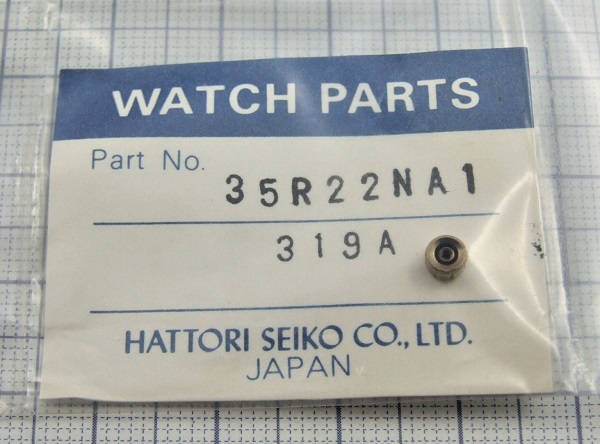 WATCH PARTS
Part No. 35R22NA1
319A
HATTORI SEIKO CO., LTD.
JAPAN